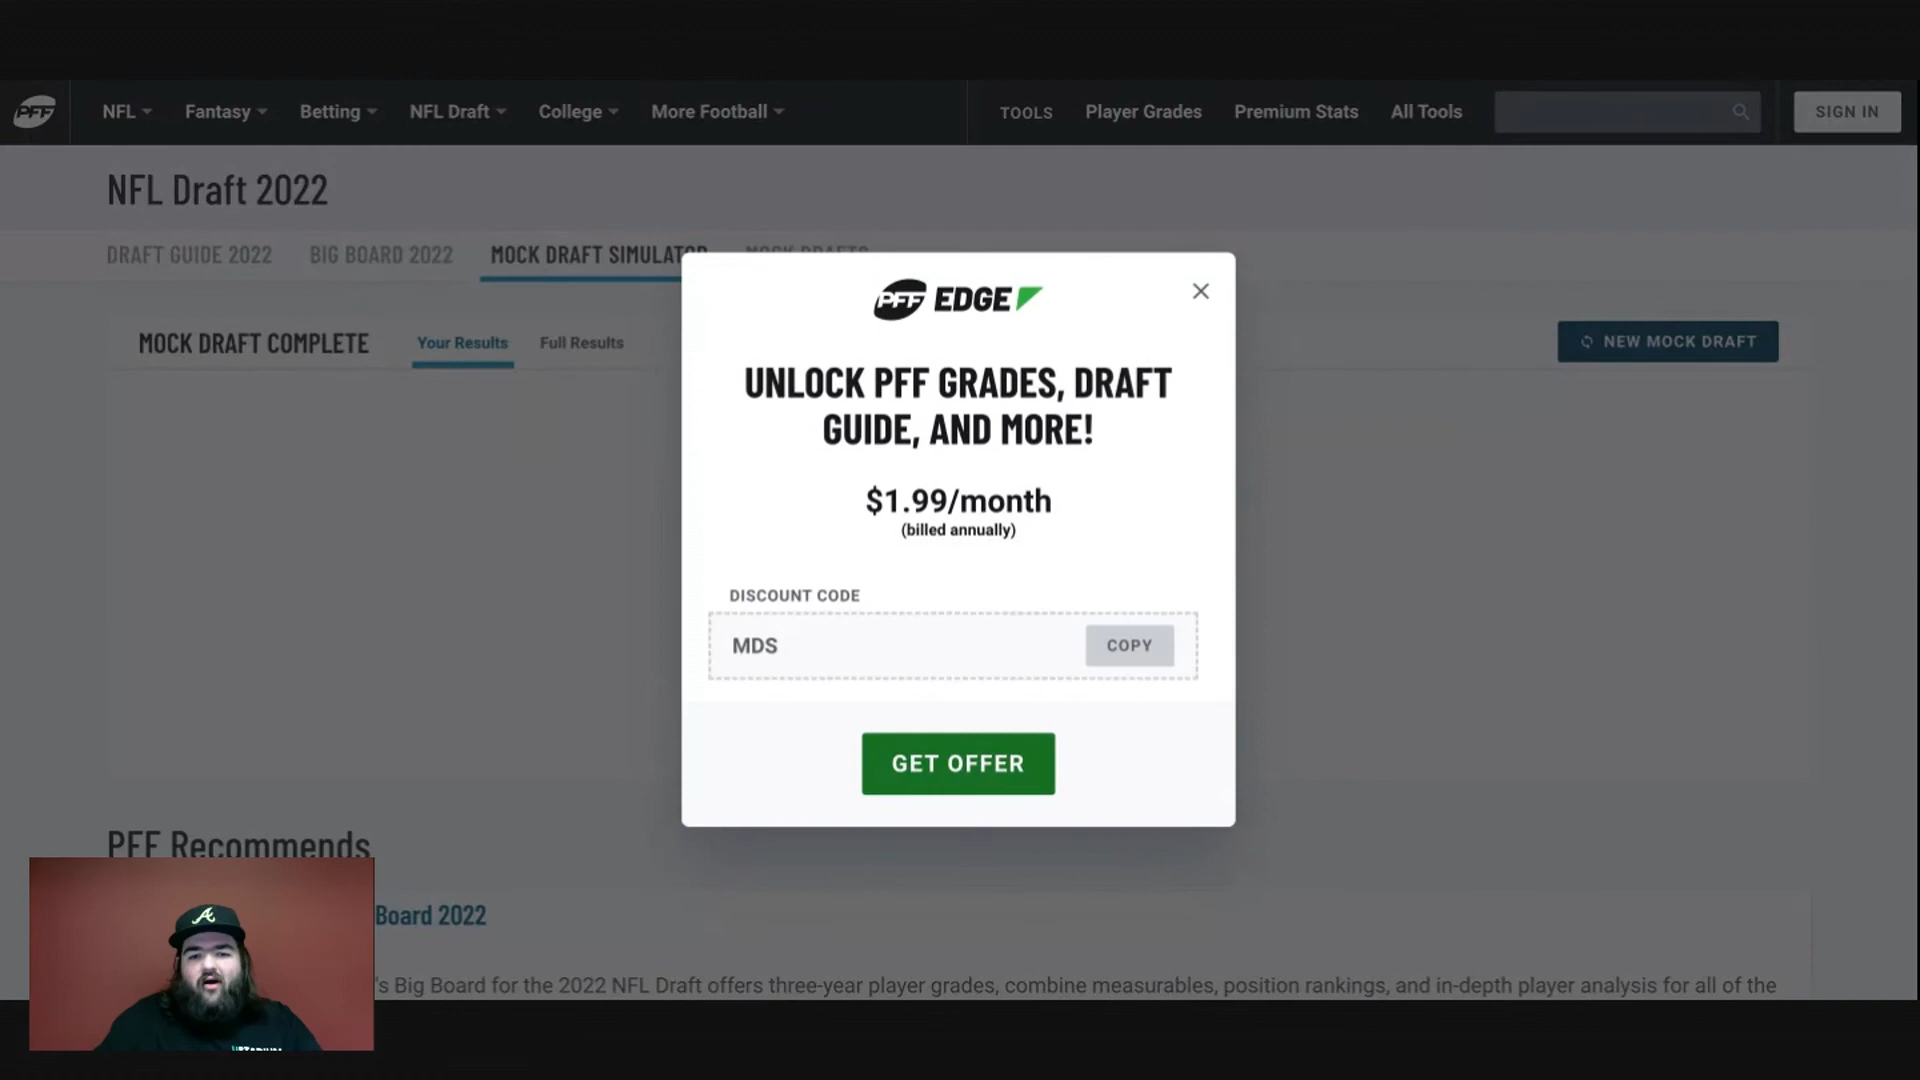 PFF
NFL
Fantasy
Betting
NFL Draft
College
More Football
TOOLS
Player Grades
Premium Stats
All Tools
SIGN IN
NFL Draft 2022
DRAFT GUIDE 2022
BIG BOARD 2022
MOCK DRAFT SIMULATOR
MOCK DRAFTS
MOCK DRAFT COMPLETE
Your Results
Full Results
NEW MOCK DRAFT
PFF EDGE
UNLOCK PFF GRADES, DRAFT
GUIDE, AND MORE!
$1.99/month
(billed annually)
DISCOUNT CODE
MDS
COPY
GET OFFER
PFF Recommends
Board 2022
's Big Board for the 2022 NFL Draft offers three-year player grades, combine measurables, position rankings, and in-depth player analysis for all of the
A